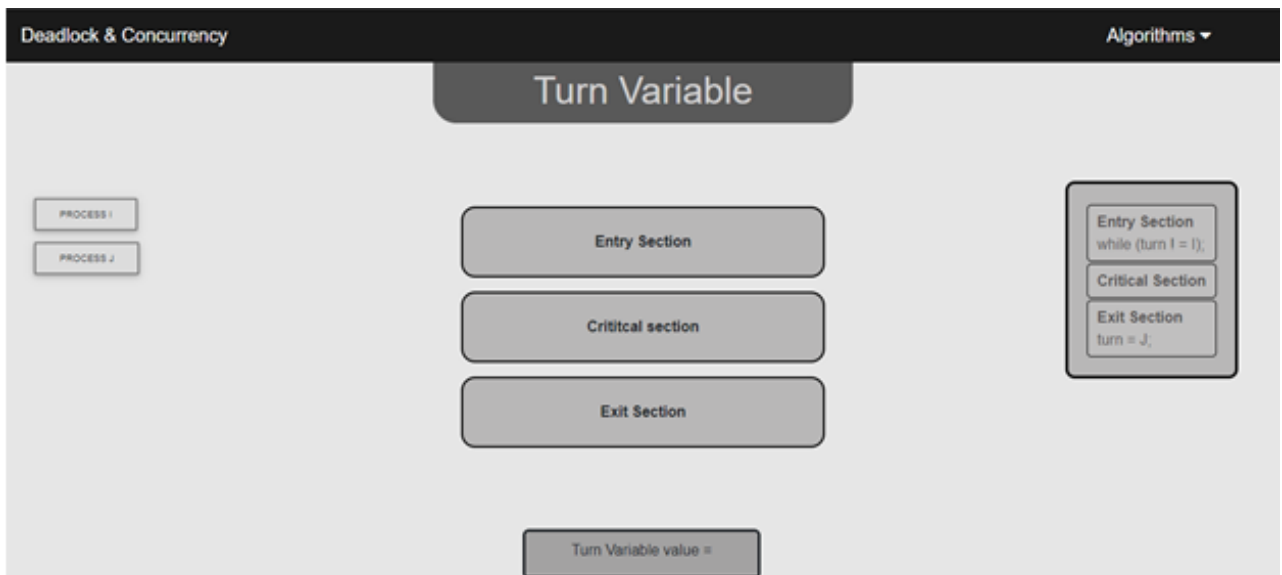 Deadlock & Concurrency
Algorithms
Turn Variable
PROCESS I
PROCESS J
Entry Section
Crititcal section
Exit Section
Entry Section
while (turn ! = I);
Critical Section
Exit Section
turn = J;
Turn Variable value =